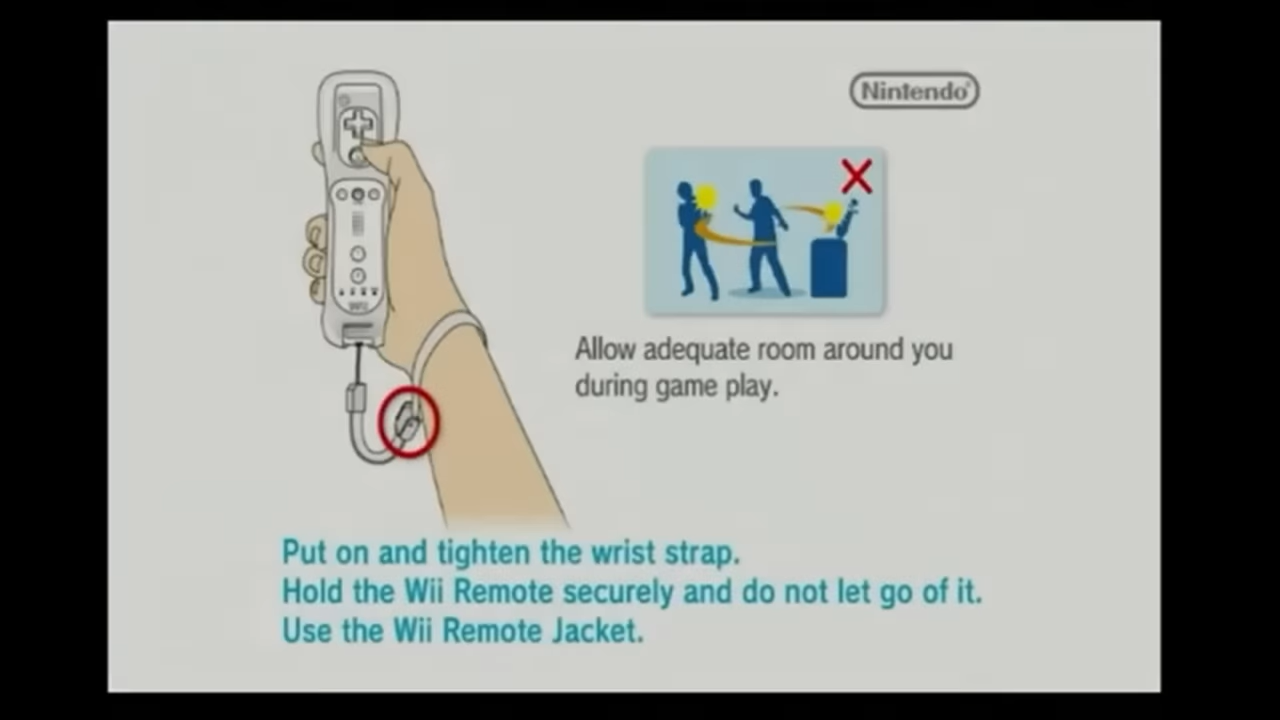 Nintendo
Allow adequate room around you
during game play.
Put on and tighten the wrist strap.
Hold the Wii Remote securely and do not let go of it.
Use the Wii Remote Jacket.